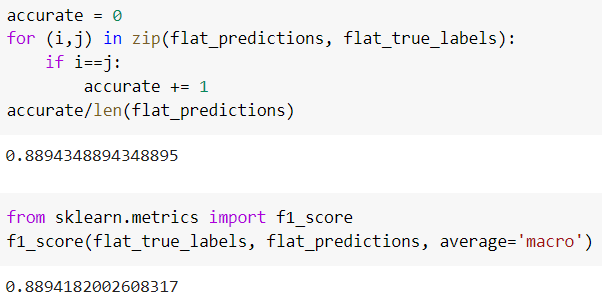 accurate = 0
for (i,j) in zip(flat_predictions, flat_true_labels):
    if i==j:
        accurate += 1
accurate/len(flat_predictions)
0.8894348894348895
from sklearn.metrics import f1_score
f1_score(flat_true_labels, flat_predictions, average='macro')
0.8894182002608317